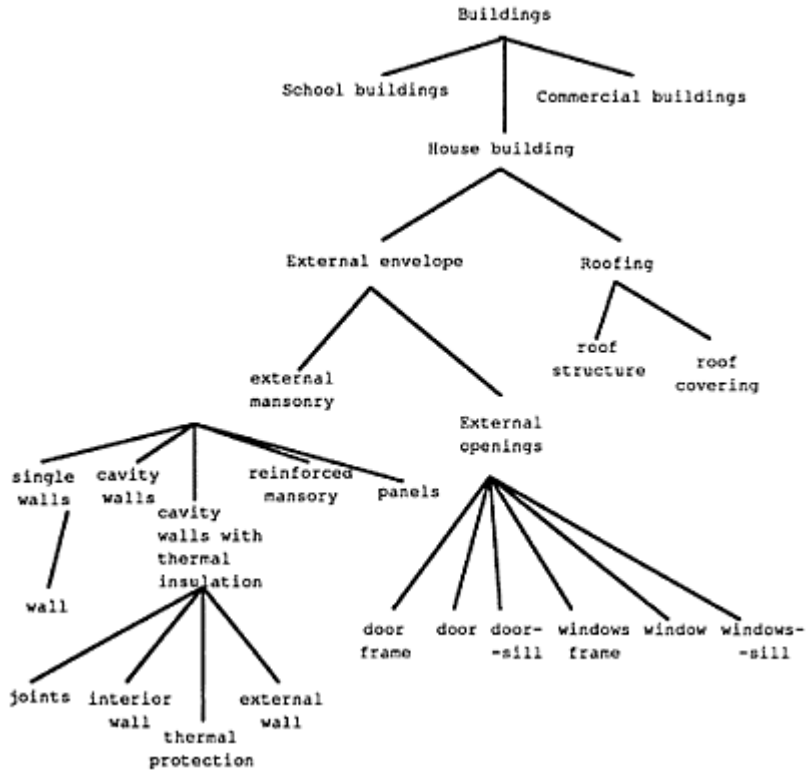 Buildings
School buildings
Commercial buildings
House building
External envelope
Roofing
external
mansonry
roof
structure
roof
covering
External
openings
single
walls
cavity
walls
cavity
walls with
thermal
insulation
reinforced
mansory
panels
wall
door
frame
door
door-
-sill
windows
frame
window
windows-
-sill
joints
interior
wall
thermal
protection
external
wall